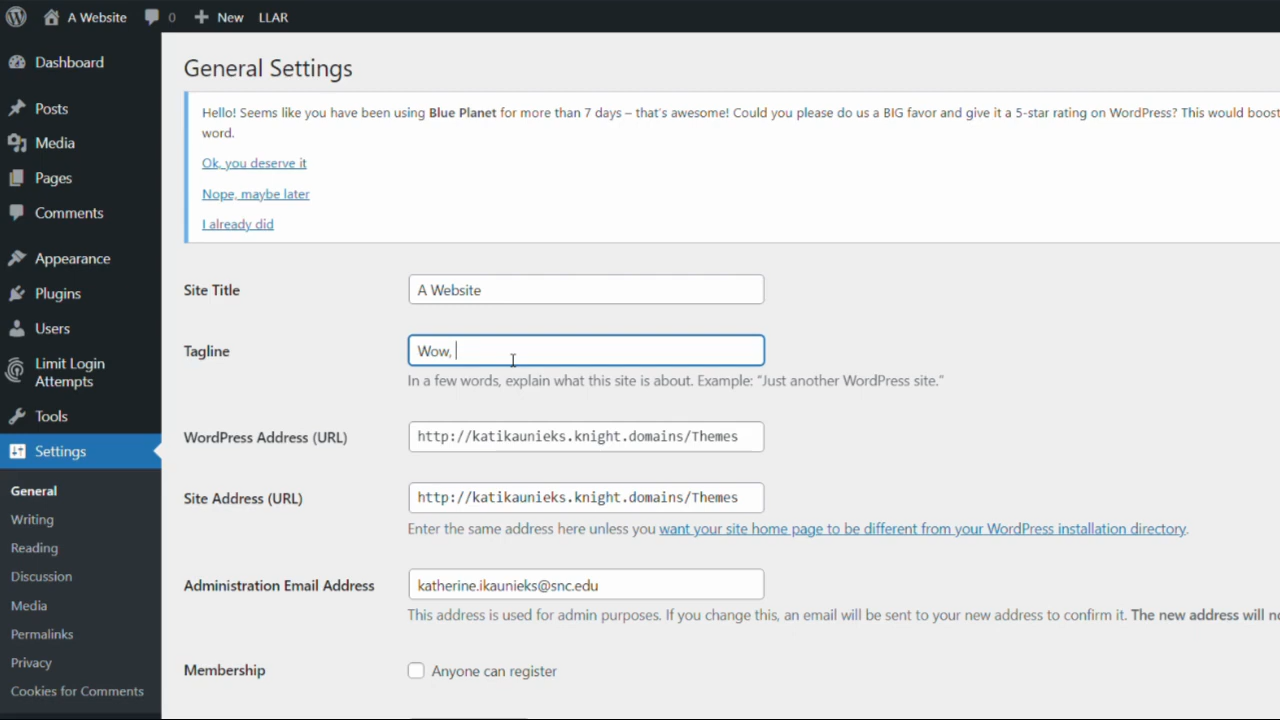 A Website 0 New LLAR
Dashboard
Posts
Media
Pages
Comments
Appearance
Plugins
Users
Limit Login
Attempts
Tools
Settings
General
Writing
Reading
Discussion
Media
Permalinks
Privacy
Cookies for Comments
General Settings
Hello! Seems like you have been using Blue Planet for more than 7 days – that's awesome! Could you please do us a BIG favor and give it a 5-star rating on WordPress? This would boost
word.
Ok, you deserve it
Nope, maybe later
I already did
Site Title A Website
Tagline Wow,
In a few words, explain what this site is about. Example: “Just another WordPress site.”
WordPress Address (URL) http://katikaunieks.knight.domains/Themes
Site Address (URL) http://katikaunieks.knight.domains/Themes
Enter the same address here unless you want your site home page to be different from your WordPress installation directory.
Administration Email Address katherine.ikaunieks@snc.edu
This address is used for admin purposes. If you change this, an email will be sent to your new address to confirm it. The new address will no
Membership Anyone can register